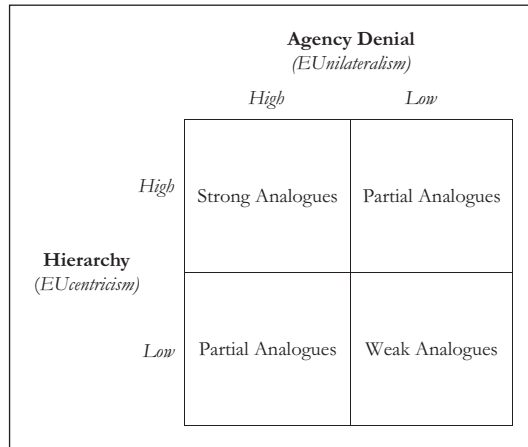 Agency Denial
(EUnilateralism)
High Low
High Strong Analogues Partial Analogues
Hierarchy
(EUcentricism)
Low Partial Analogues Weak Analogues